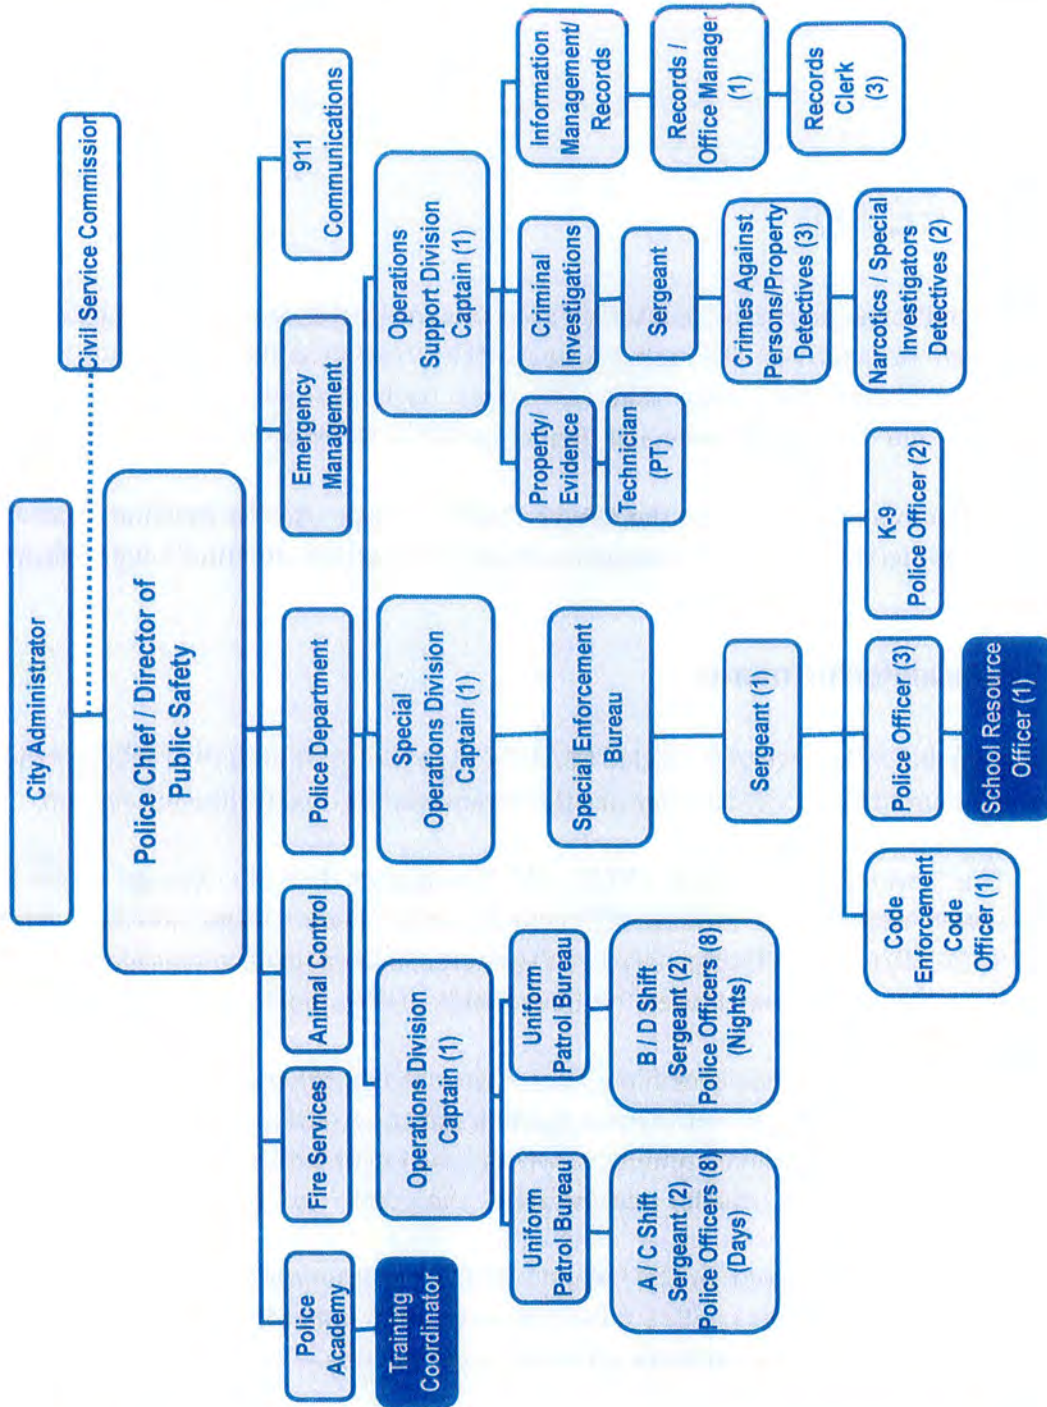 City Administrator
Civil Service Commission
Police Chief / Director of
Public Safety
Police
Academy
Fire Services
Animal Control
Police Department
Emergency
Management
911
Communications
Training
Coordinator
Operations Division
Captain (1)
Special
Operations Division
Captain (1)
Operations
Support Division
Captain (1)
Uniform
Patrol Bureau
Uniform
Patrol Bureau
Special Enforcement
Bureau
Property/
Evidence
Criminal
Investigations
Information
Management/
Records
A / C Shift
Sergeant (2)
Police Officers (8)
(Days)
B / D Shift
Sergeant (2)
Police Officers (8)
(Nights)
Technician
(PT)
Sergeant
Records /
Office Manager
(1)
Sergeant (1)
Crimes Against
Persons/Property
Detectives (3)
Records
Clerk
(3)
Code
Enforcement
Code
Officer (1)
Police Officer (3)
K-9
Police Officer (2)
Narcotics / Special
Investigators
Detectives (2)
School Resource
Officer (1)